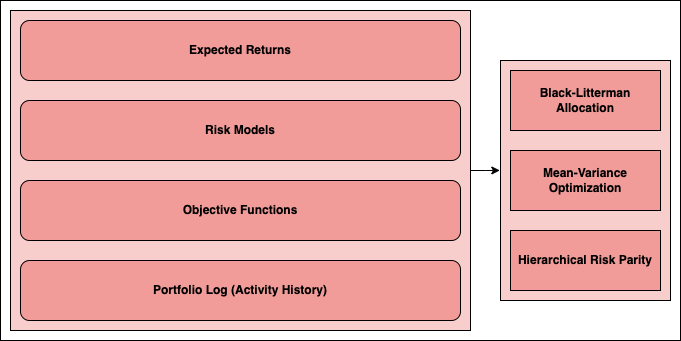 Expected Returns
Risk Models
Objective Functions
Portfolio Log (Activity History)
Black-Litterman
Allocation
Mean-Variance
Optimization
Hierarchical Risk Parity